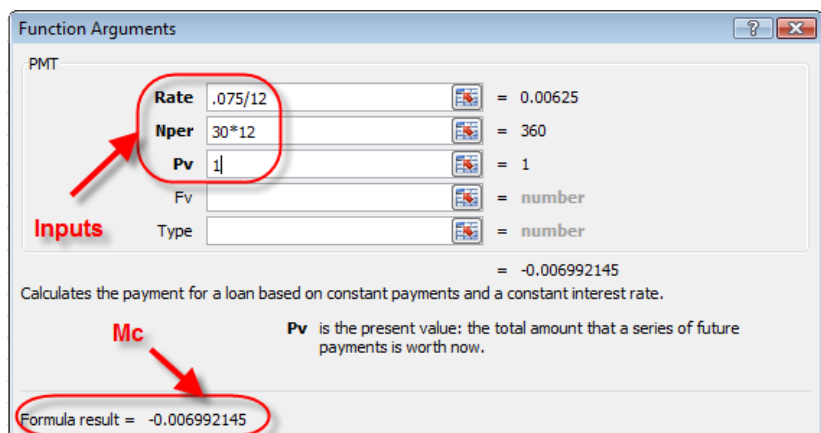 Function Arguments
PMT
Rate .075/12 = 0.00625
Nper 30*12 = 360
Pv 1 = 1
Fv = number
Inputs
Type = number
= -0.006992145
Calculates the payment for a loan based on constant payments and a constant interest rate.
Mc
Pv is the present value: the total amount that a series of future
payments is worth now.
Formula result = -0.006992145